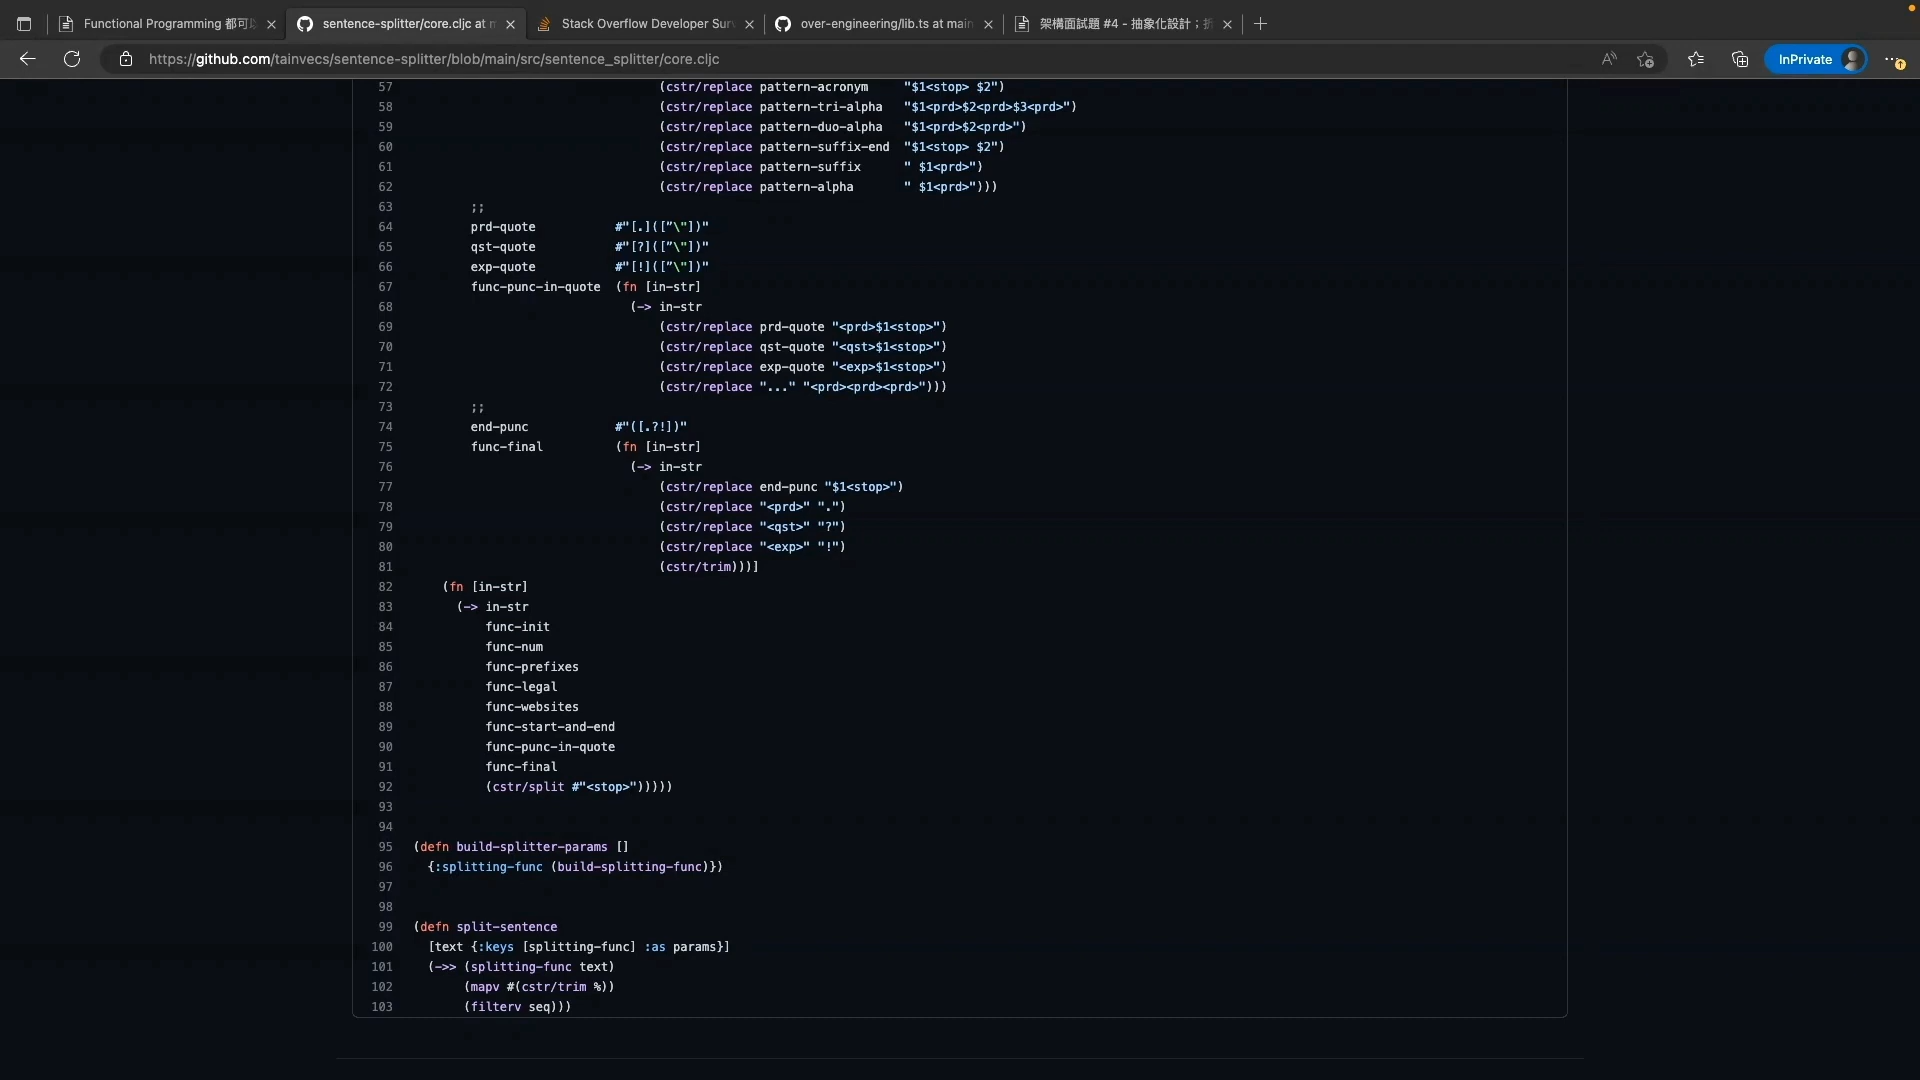 Functional Programming 都可
sentence-splitter/core.cljc at m
Stack Overflow Developer Surv
over-engineering/lib.ts at main
架構面試題 #4 - 抽象化設計；折
https://github.com/tainvecs/sentence-splitter/blob/main/src/sentence_splitter/core.cljc
InPrivate
57 (cstr/replace pattern-acronym "$1<stop> $2")
58 (cstr/replace pattern-tri-alpha "$1<prd>$2<prd>$3<prd>")
59 (cstr/replace pattern-duo-alpha "$1<prd>$2<prd>")
60 (cstr/replace pattern-suffix-end "$1<stop> $2")
61 (cstr/replace pattern-suffix " $1<prd>")
62 (cstr/replace pattern-alpha " $1<prd>")))
63 ;;
64 prd-quote #"[.]([”\"])"
65 qst-quote #"[?]([”\"])"
66 exp-quote #"[!]([”\"])"
67 func-punc-in-quote (fn [in-str]
68 (-> in-str
69 (cstr/replace prd-quote "<prd>$1<stop>")
70 (cstr/replace qst-quote "<qst>$1<stop>")
71 (cstr/replace exp-quote "<exp>$1<stop>")
72 (cstr/replace "..." "<prd><prd><prd>")))
73 ;;
74 end-punc #"([.?!])"
75 func-final (fn [in-str]
76 (-> in-str
77 (cstr/replace end-punc "$1<stop>")
78 (cstr/replace "<prd>" ".")
79 (cstr/replace "<qst>" "?")
80 (cstr/replace "<exp>" "!")
81 (cstr/trim)))]
82 (fn [in-str]
83 (-> in-str
84 func-init
85 func-num
86 func-prefixes
87 func-legal
88 func-websites
89 func-start-and-end
90 func-punc-in-quote
91 func-final
92 (cstr/split #"<stop>")))))
93
94
95 (defn build-splitter-params []
96 {:splitting-func (build-splitting-func)})
97
98
99 (defn split-sentence
100 [text {:keys [splitting-func] :as params}]
101 (->> (splitting-func text)
102 (mapv #(cstr/trim %))
103 (filterv seq)))